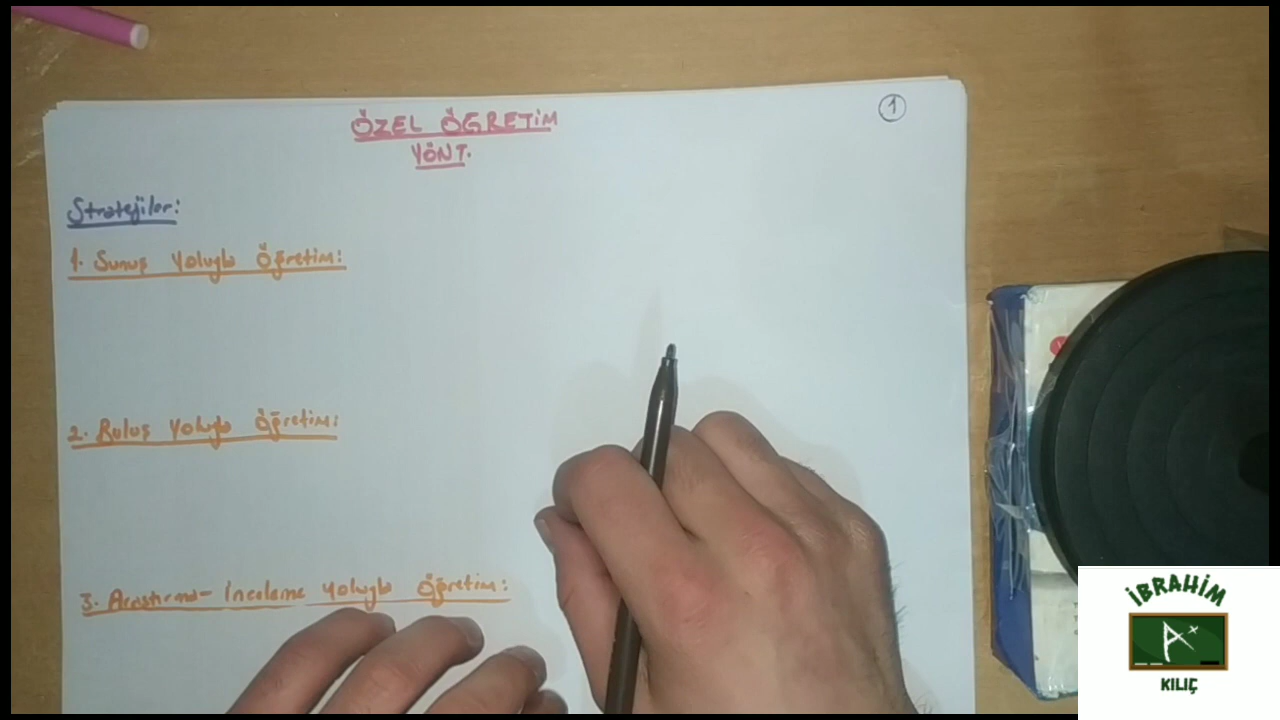 ÖZEL ÖĞRETİM
YÖNT.
1
Stratejiler:
1. Sunuş Yoluyla Öğretim:
2. Buluş Yoluyla Öğretim:
3. Araştırma-İnceleme Yoluyla Öğretim:
İBRAHİM
A+
KILIÇ